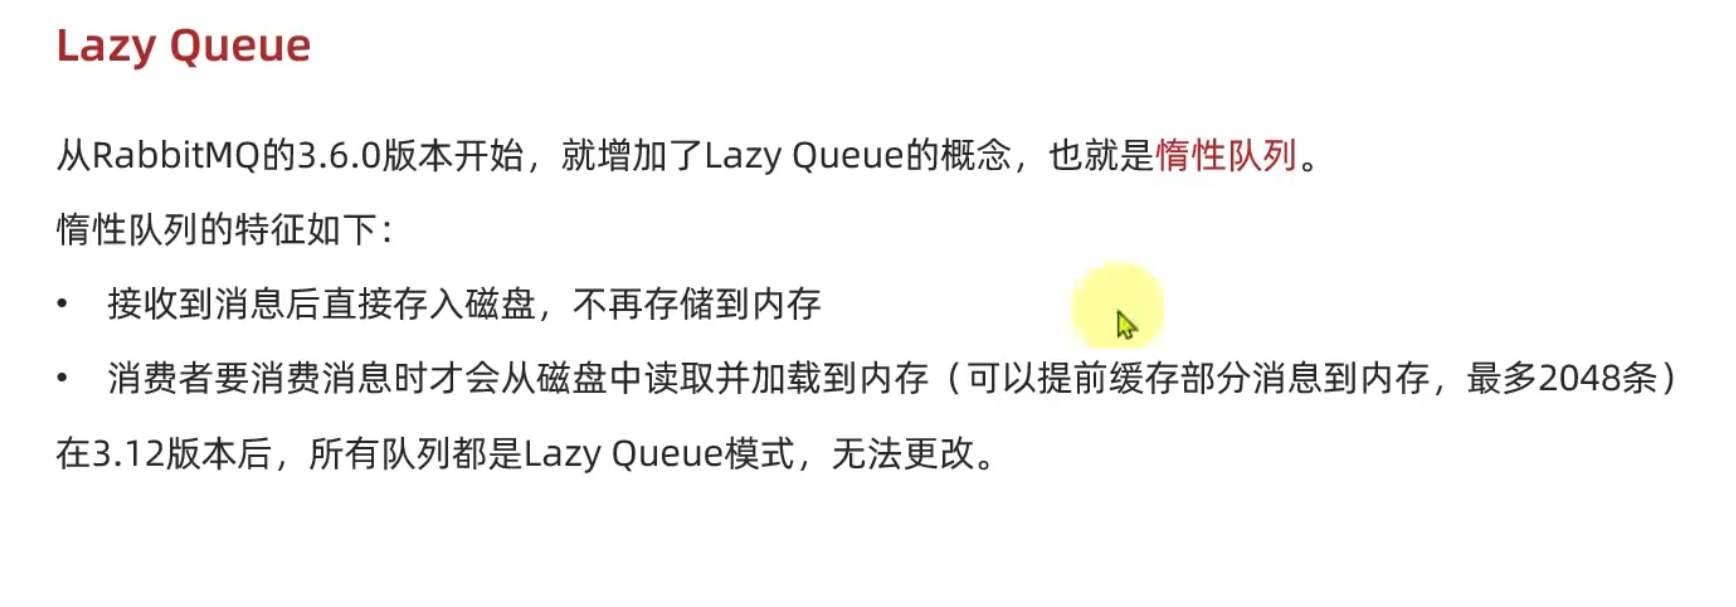 Lazy Queue
从RabbitMQ的3.6.0版本开始，就增加了Lazy Queue的概念，也就是惰性队列。
惰性队列的特征如下：
• 接收到消息后直接存入磁盘，不再存储到内存
• 消费者要消费消息时才会从磁盘中读取并加载到内存（可以提前缓存部分消息到内存，最多2048条）
在3.12版本后，所有队列都是Lazy Queue模式，无法更改。